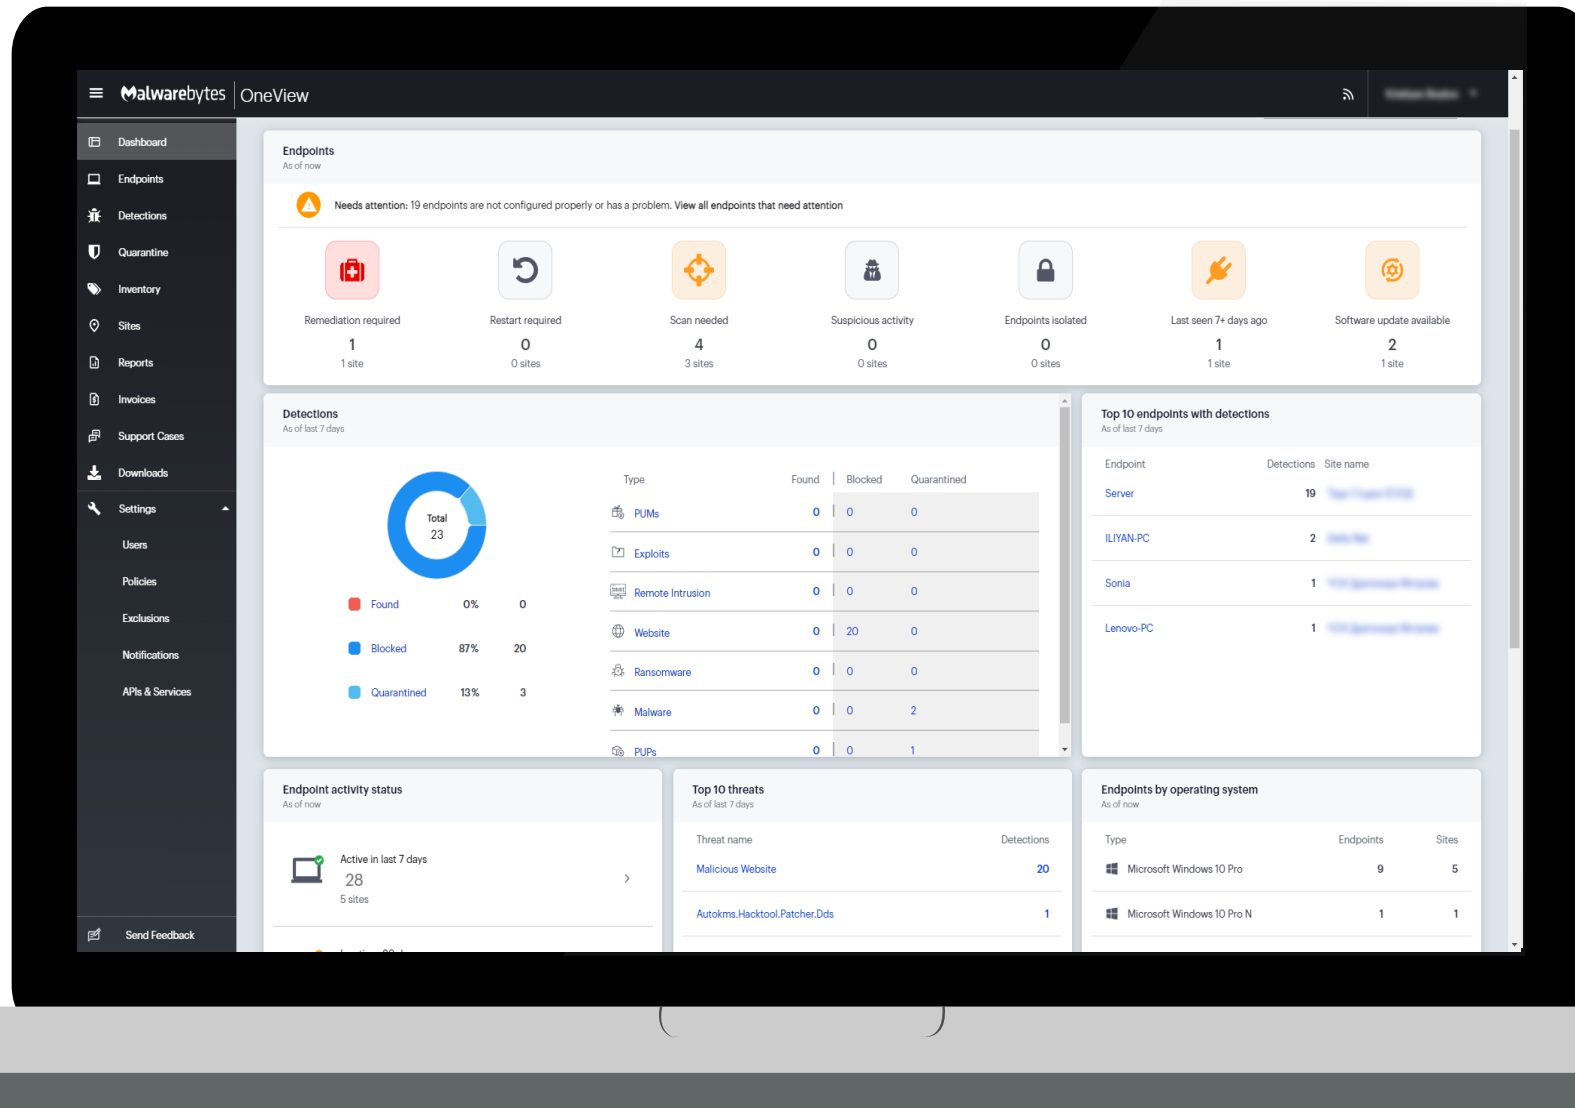 Malwarebytes OneView
Dashboard
Endpoints
Detections
Quarantine
Inventory
Sites
Reports
Invoices
Support Cases
Downloads
Settings
Users
Policies
Exclusions
Notifications
APIs & Services
Send Feedback
Endpoints
As of now
Needs attention: 19 endpoints are not configured properly or has a problem. View all endpoints that need attention
Remediation required Restart required Scan needed Suspicious activity Endpoints isolated Last seen 7+ days ago Software update available
1 0 4 0 0 1 2
1 site 0 sites 3 sites 0 sites 0 sites 1 site 1 site
Detections
As of last 7 days
Total
23
Found 0% 0
Blocked 87% 20
Quarantined 13% 3
Type Found Blocked Quarantined
PUMs 0 0 0
Exploits 0 0 0
Remote Intrusion 0 0 0
Website 0 20 0
Ransomware 0 0 0
Malware 0 0 2
PUPs 0 0 1
Top 10 endpoints with detections
As of last 7 days
Endpoint Detections Site name
Server 19
ILIYAN-PC 2
Sonia 1
Lenovo-PC 1
Endpoint activity status
As of now
Active in last 7 days
28
5 sites
Top 10 threats
As of last 7 days
Threat name Detections
Malicious Website 20
Autokms.Hacktool.Patcher.Dds 1
Endpoints by operating system
As of now
Type Endpoints Sites
Microsoft Windows 10 Pro 9 5
Microsoft Windows 10 Pro N 1 1